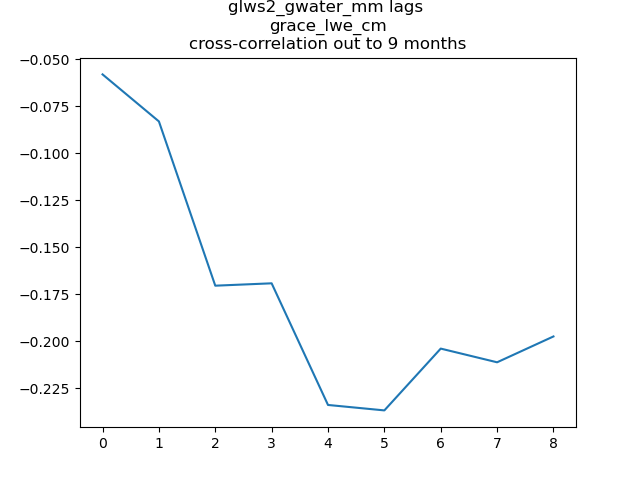 glws2_gwater_mm lags
grace_lwe_cm
cross-correlation out to 9 months
−0.050
−0.075
−0.100
−0.125
−0.150
−0.175
−0.200
−0.225
0 1 2 3 4 5 6 7 8